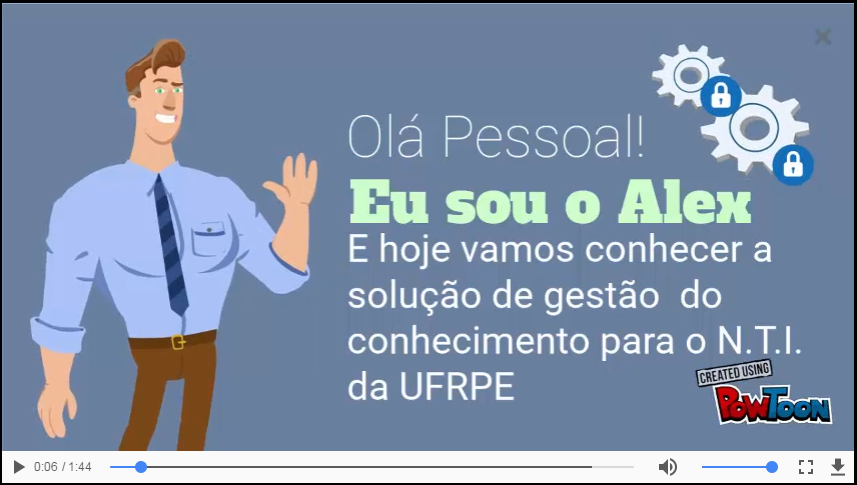 Olá Pessoal!
Eu sou o Alex
E hoje vamos conhecer a
solução de gestão do
conhecimento para o N.T.I.
da UFRPE
CREATED USING
POWTOON
0:06 / 1:44